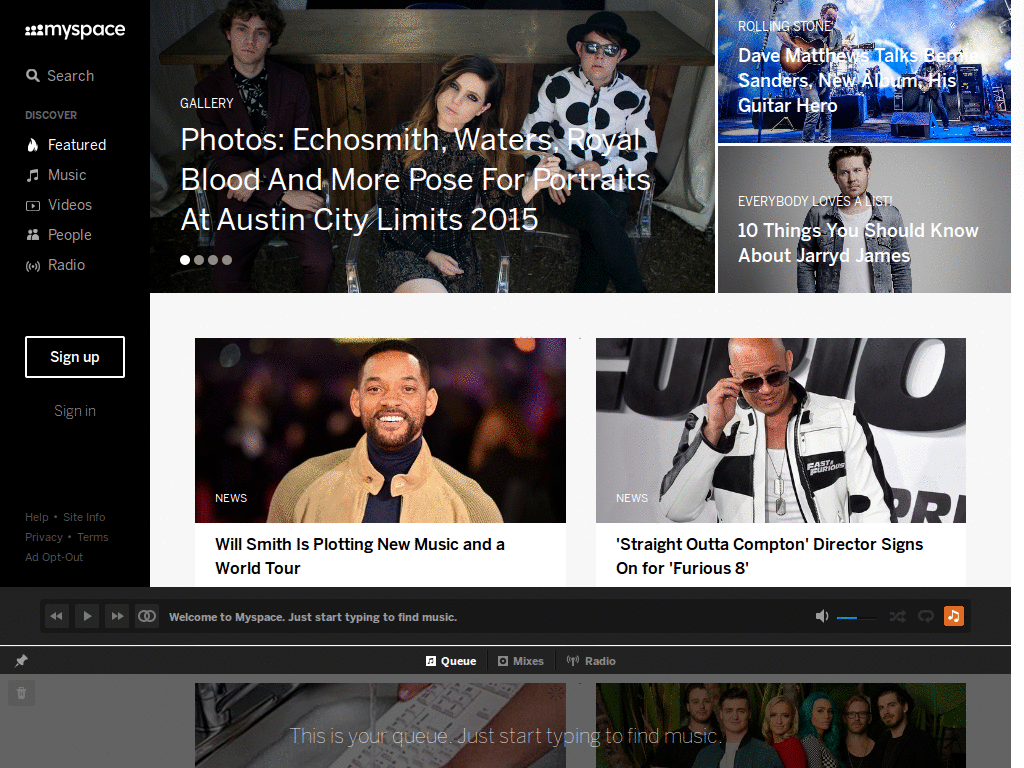 myspace
Search
DISCOVER
Featured
Music
Videos
People
Radio
Sign up
Sign in
Help • Site Info
Privacy • Terms
Ad Opt-Out
GALLERY
Photos: Echosmith, Waters, Royal
Blood And More Pose For Portraits
At Austin City Limits 2015
ROLLING STONE
Dave Matthews Talks Bernie
Sanders, New Album, His
Guitar Hero
EVERYBODY LOVES A LIST!
10 Things You Should Know
About Jarryd James
NEWS
Will Smith Is Plotting New Music and a
World Tour
FAST & FURIOUS
NEWS
'Straight Outta Compton' Director Signs
On for 'Furious 8'
Welcome to Myspace. Just start typing to find music.
Queue
Mixes
Radio
This is your queue. Just start typing to find music.